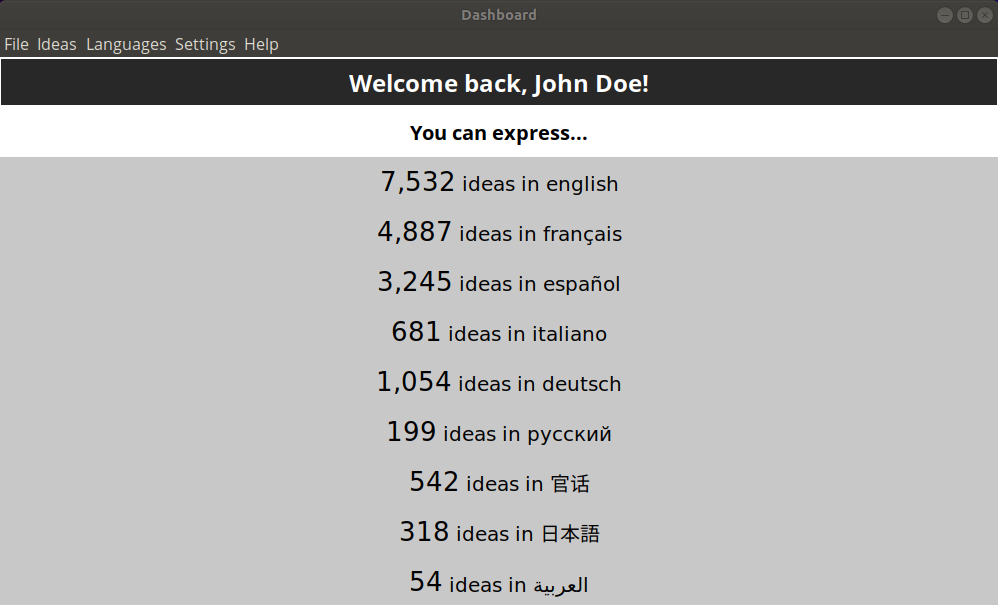 Dashboard
File Ideas Languages Settings Help
Welcome back, John Doe!
You can express...
7,532 ideas in english
4,887 ideas in français
3,245 ideas in español
681 ideas in italiano
1,054 ideas in deutsch
199 ideas in русский
542 ideas in 官话
318 ideas in 日本語
54 ideas in العربية